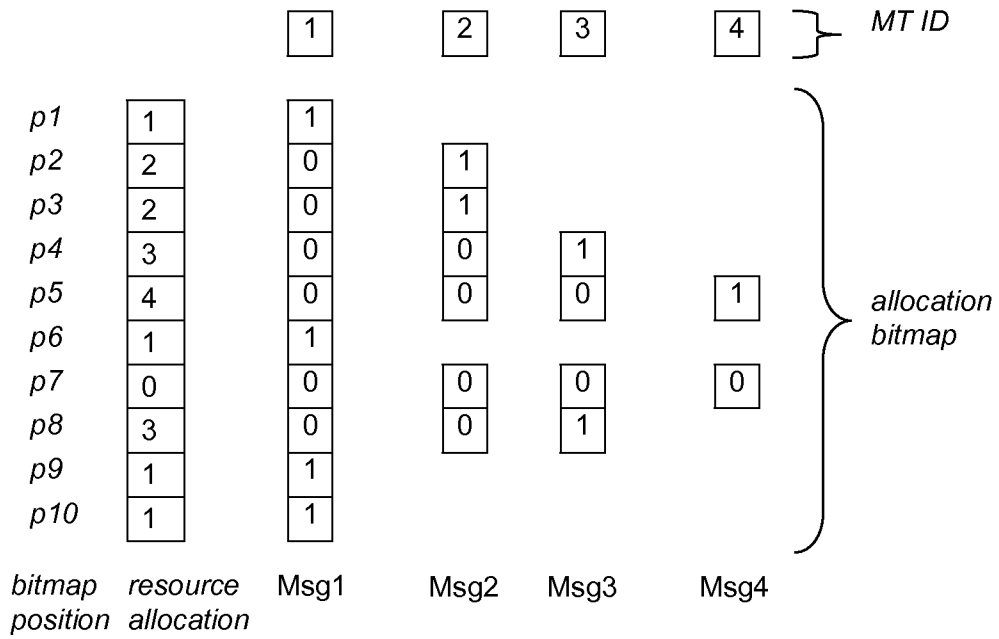 1 2 3 4 MT ID
p1 1 1
p2 2 0 1
p3 2 0 1
p4 3 0 0 1
p5 4 0 0 0 1
allocation
bitmap
p6 1 1
p7 0 0 0 0 0
p8 3 0 0 1
p9 1 1
p10 1 1
bitmap resource Msg1 Msg2 Msg3 Msg4
position allocation